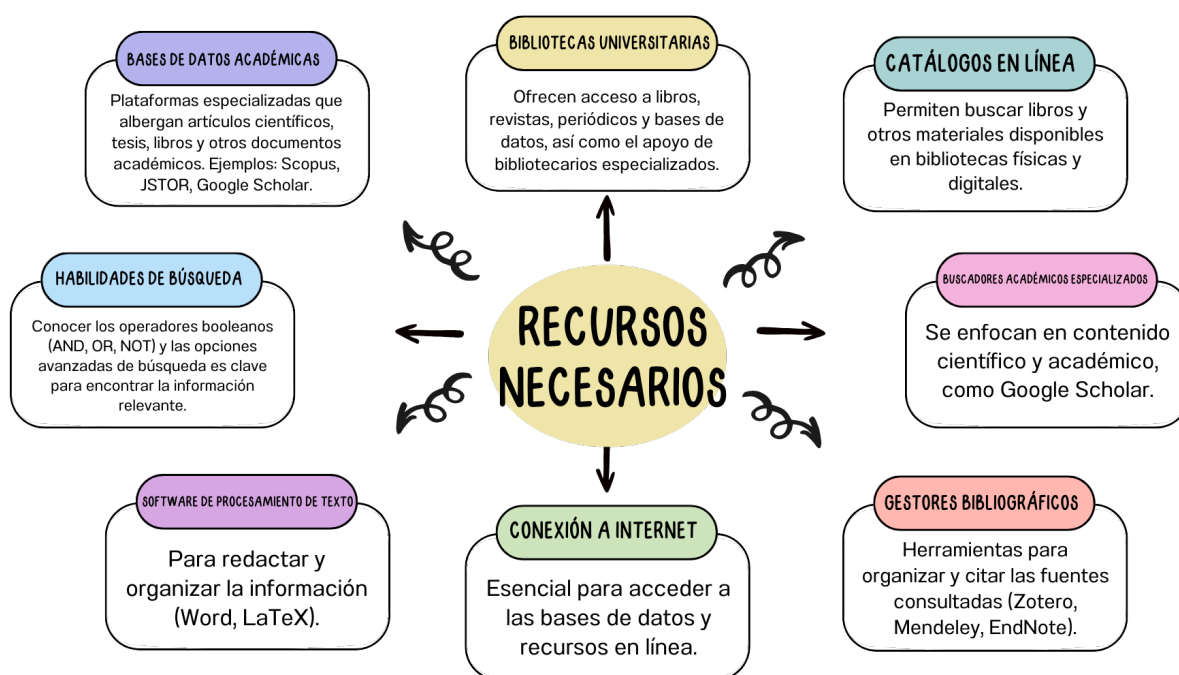 BASES DE DATOS ACADÉMICAS
Plataformas especializadas que
albergan artículos científicos,
tesis, libros y otros documentos
académicos. Ejemplos: Scopus,
JSTOR, Google Scholar.
BIBLIOTECAS UNIVERSITARIAS
Ofrecen acceso a libros,
revistas, periódicos y bases de
datos, así como el apoyo de
bibliotecarios especializados.
CATÁLOGOS EN LÍNEA
Permiten buscar libros y
otros materiales disponibles
en bibliotecas físicas y
digitales.
HABILIDADES DE BÚSQUEDA
Conocer los operadores booleanos
(AND, OR, NOT) y las opciones
avanzadas de búsqueda es clave
para encontrar la información
relevante.
RECURSOS
NECESARIOS
BUSCADORES ACADÉMICOS ESPECIALIZADOS
Se enfocan en contenido
científico y académico,
como Google Scholar.
SOFTWARE DE PROCESAMIENTO DE TEXTO
Para redactar y
organizar la información
(Word, LaTeX).
CONEXIÓN A INTERNET
Esencial para acceder a
las bases de datos y
recursos en línea.
GESTORES BIBLIOGRÁFICOS
Herramientas para
organizar y citar las fuentes
consultadas (Zotero,
Mendeley, EndNote).